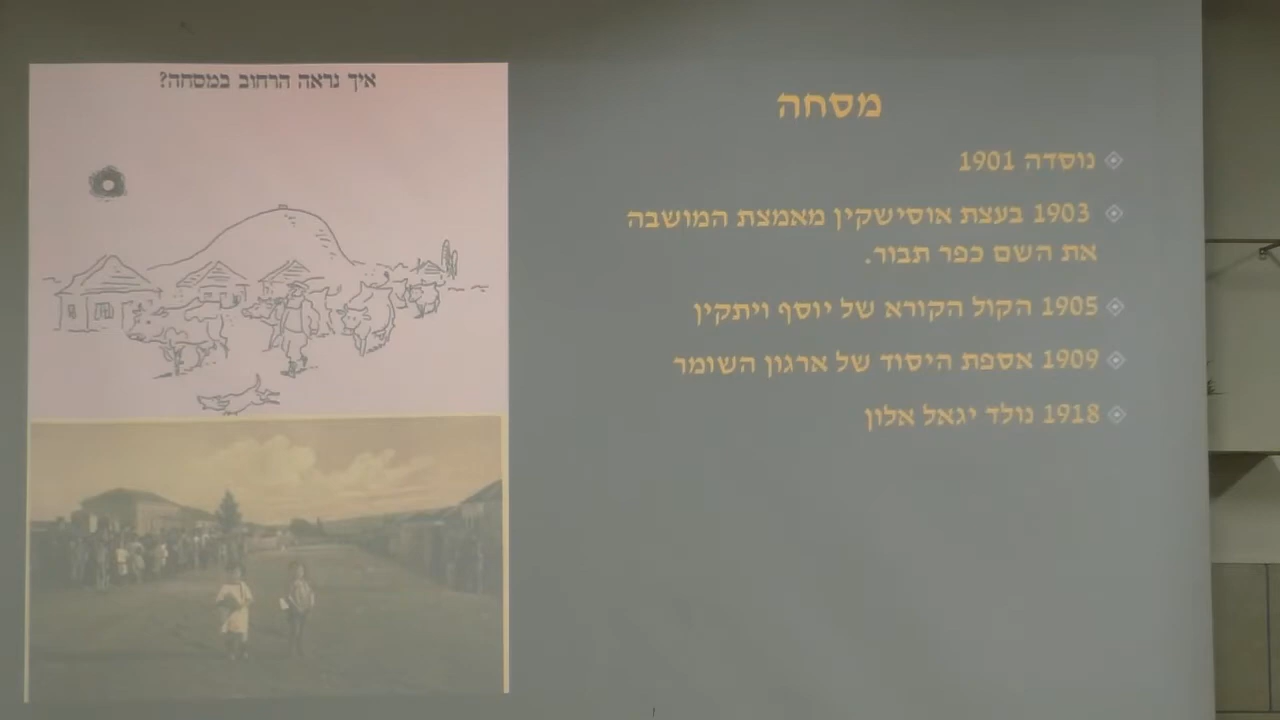 איך נראה הרחוב במסחה?
מסחה
נוסדה 1901
1903 בעצת אוסישקין מאמצת המושבה
את השם כפר תבור.
1905 הקול הקורא של יוסף ויתקין
1909 אספת היסוד של ארגון השומר
1918 נולד יגאל אלון